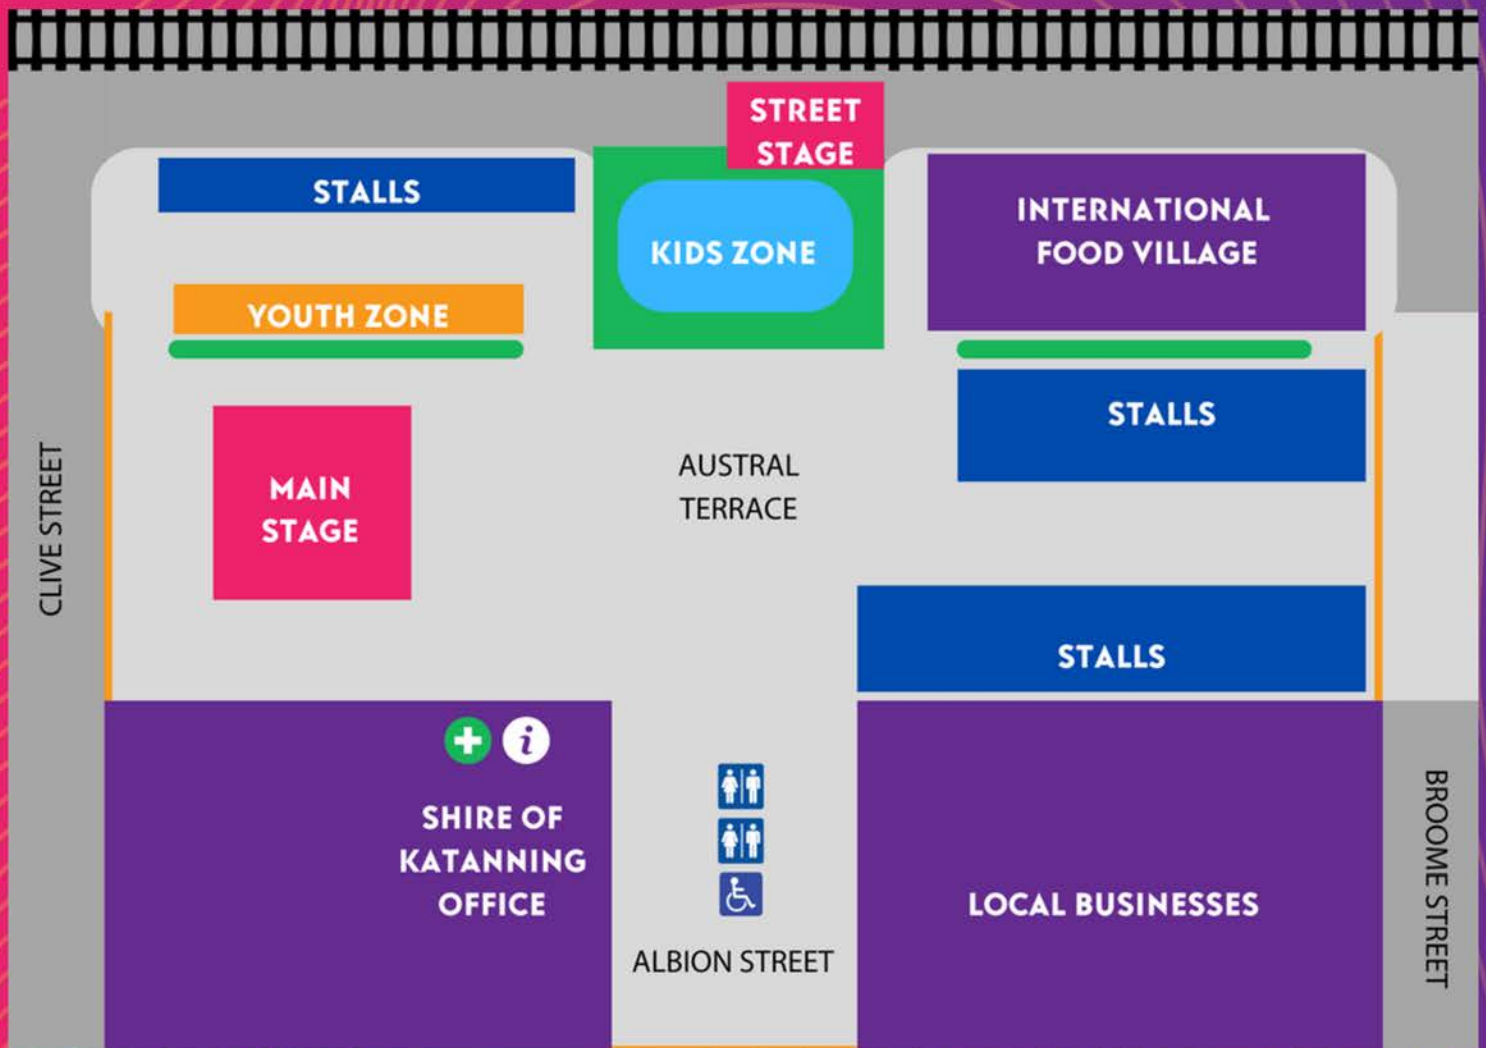 STREET
STAGE
STALLS
KIDS ZONE
INTERNATIONAL
FOOD VILLAGE
YOUTH ZONE
STALLS
MAIN
STAGE
AUSTRAL
TERRACE
CLIVE STREET
STALLS
i
SHIRE OF
KATANNING
OFFICE
LOCAL BUSINESSES
ALBION STREET
BROOME STREET